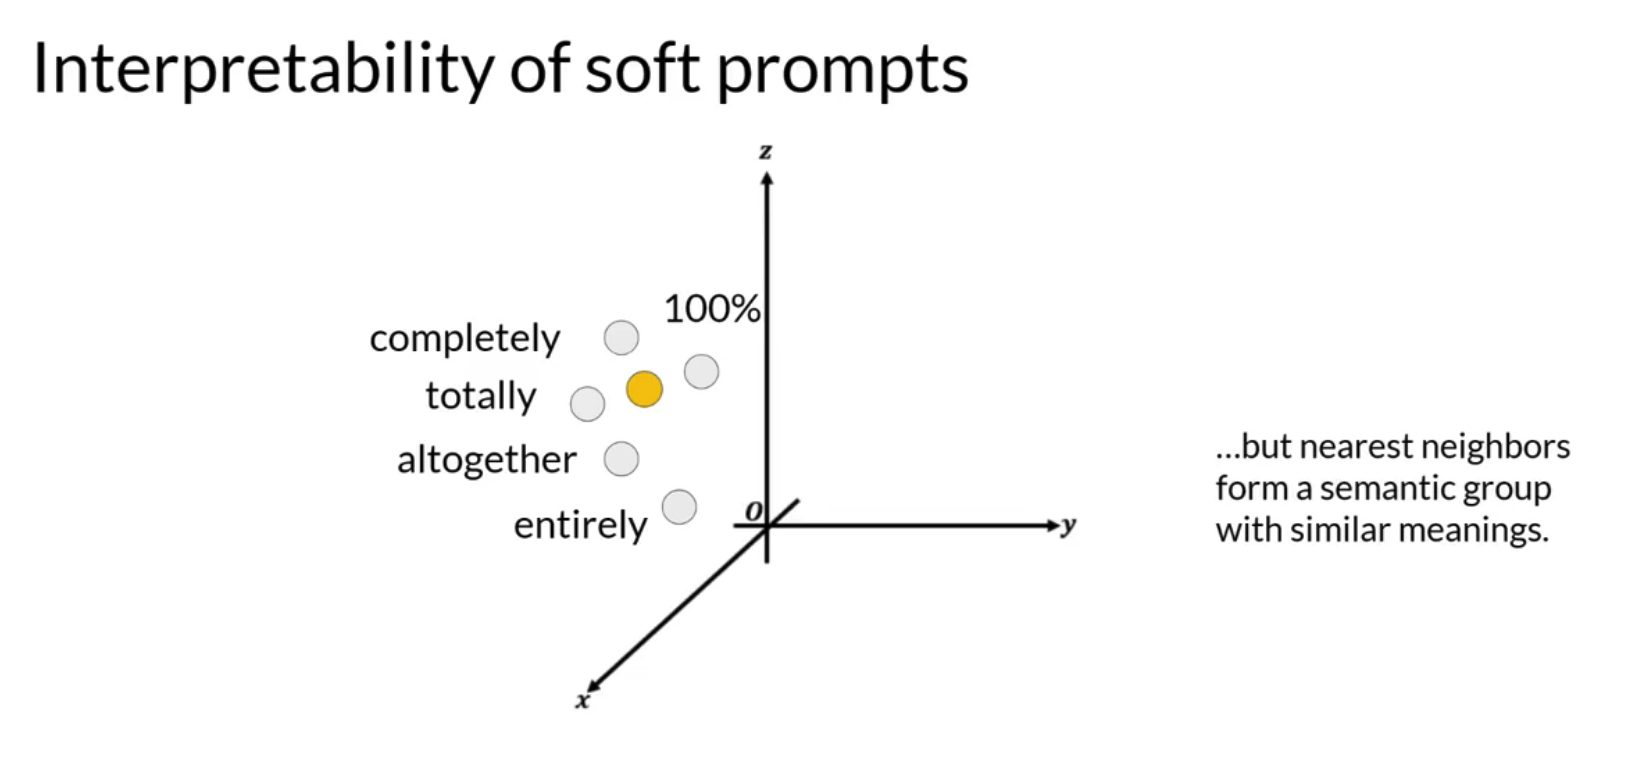 Interpretability of soft prompts
z
100%
completely
totally
altogether
entirely
0
y
x
...but nearest neighbors
form a semantic group
with similar meanings.